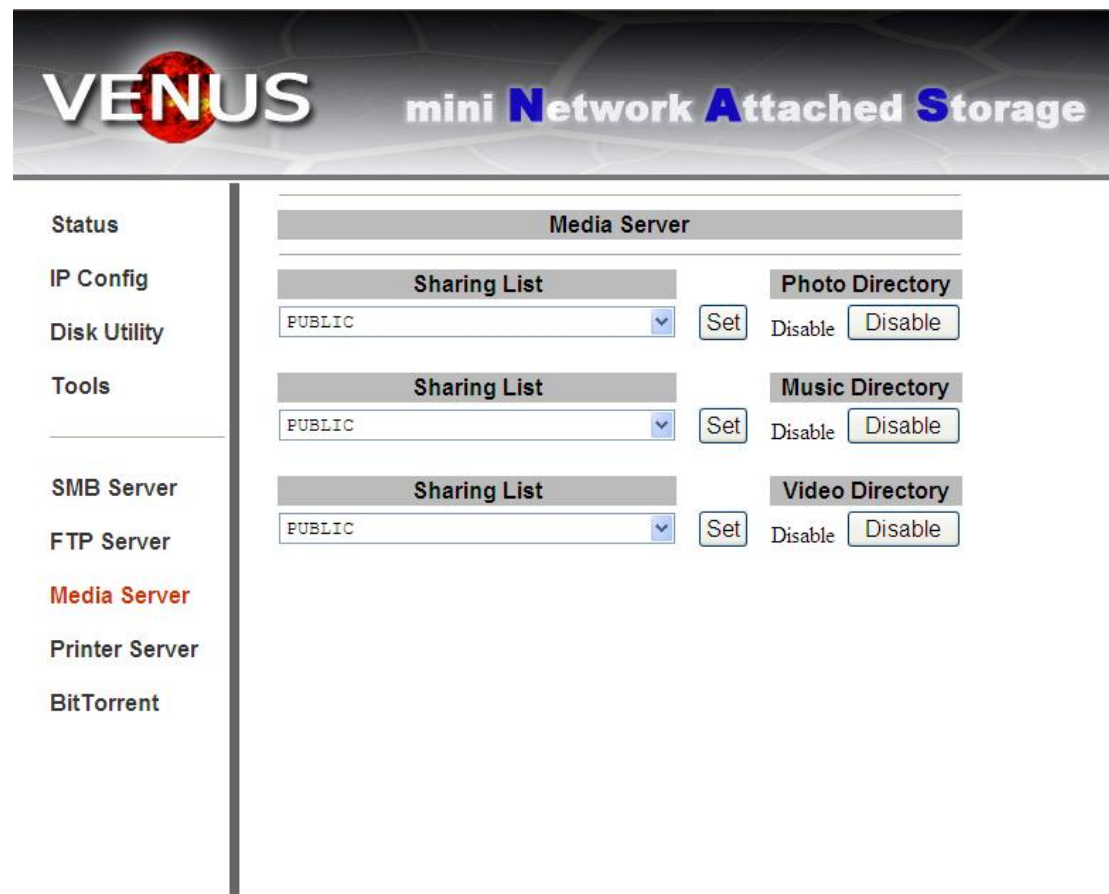 VENUS
mini Network Attached Storage
Status
IP Config
Disk Utility
Tools
SMB Server
FTP Server
Media Server
Printer Server
BitTorrent
Media Server
Sharing List Photo Directory
PUBLIC Set Disable Disable
Sharing List Music Directory
PUBLIC Set Disable Disable
Sharing List Video Directory
PUBLIC Set Disable Disable